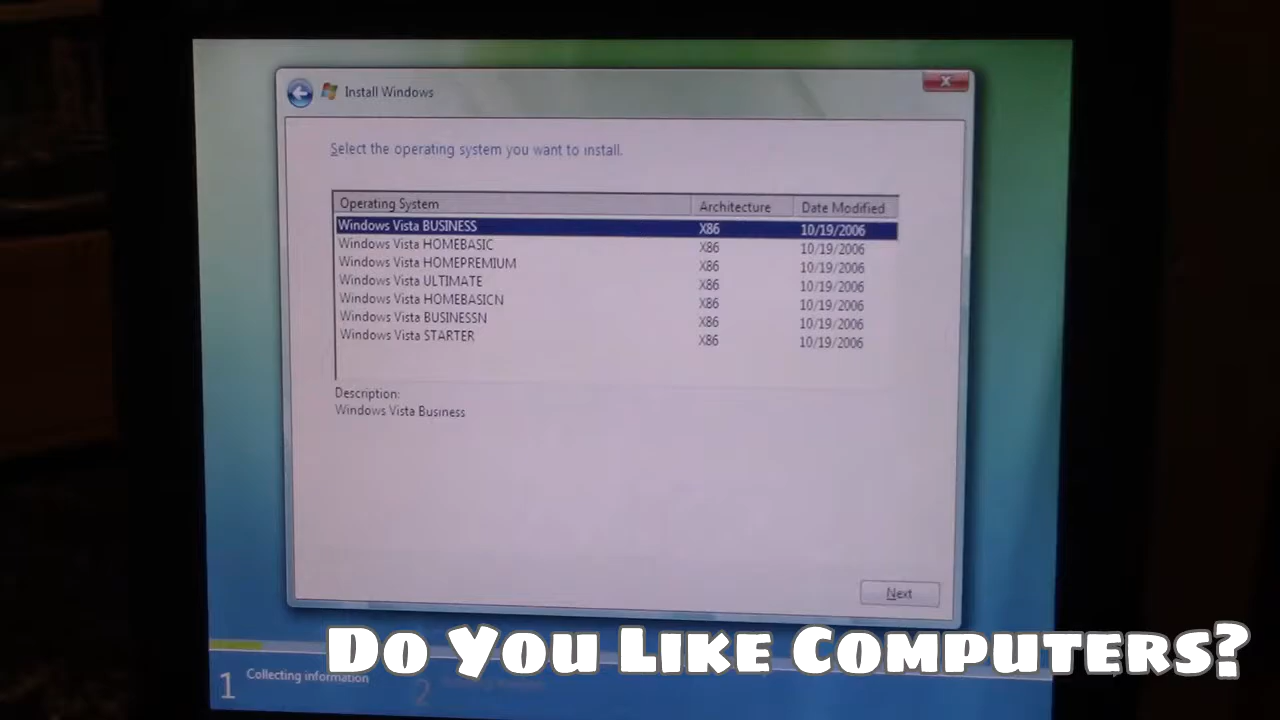 Install Windows
Select the operating system you want to install.
Operating System Architecture Date Modified
Windows Vista BUSINESS X86 10/19/2006
Windows Vista HOMEBASIC X86 10/19/2006
Windows Vista HOMEPREMIUM X86 10/19/2006
Windows Vista ULTIMATE X86 10/19/2006
Windows Vista HOMEBASICN X86 10/19/2006
Windows Vista BUSINESSN X86 10/19/2006
Windows Vista STARTER X86 10/19/2006
Description:
Windows Vista Business
Next
Do You Like Computers?
1 Collecting information 2